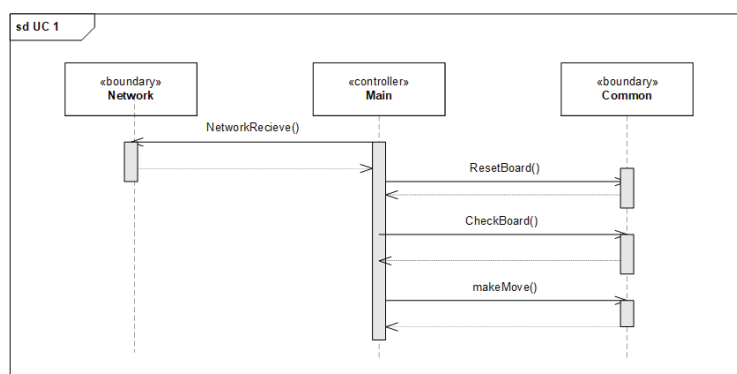 sd UC 1
«boundary»
Network
«controller»
Main
«boundary»
Common
NetworkRecieve()
ResetBoard()
CheckBoard()
makeMove()